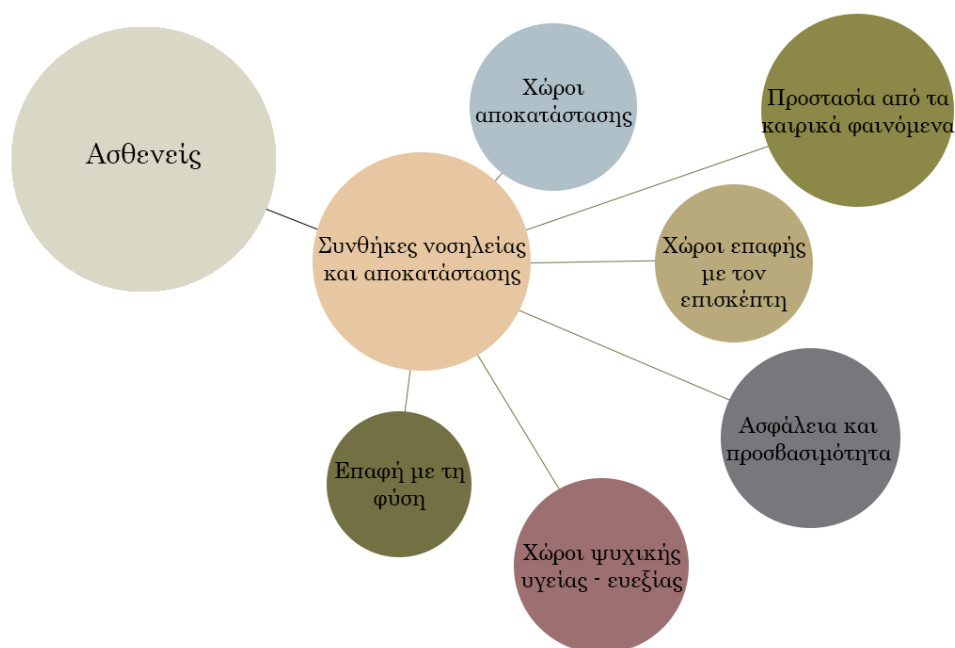 Ασθενείς
Χώροι
αποκατάστασης
Προστασία από τα
καιρικά φαινόμενα
Συνθήκες νοσηλείας
και αποκατάστασης
Χώροι επαφής
με τον
επισκέπτη
Ασφάλεια και
προσβασιμότητα
Επαφή με τη
φύση
Χώροι ψυχικής
υγείας - ευεξίας